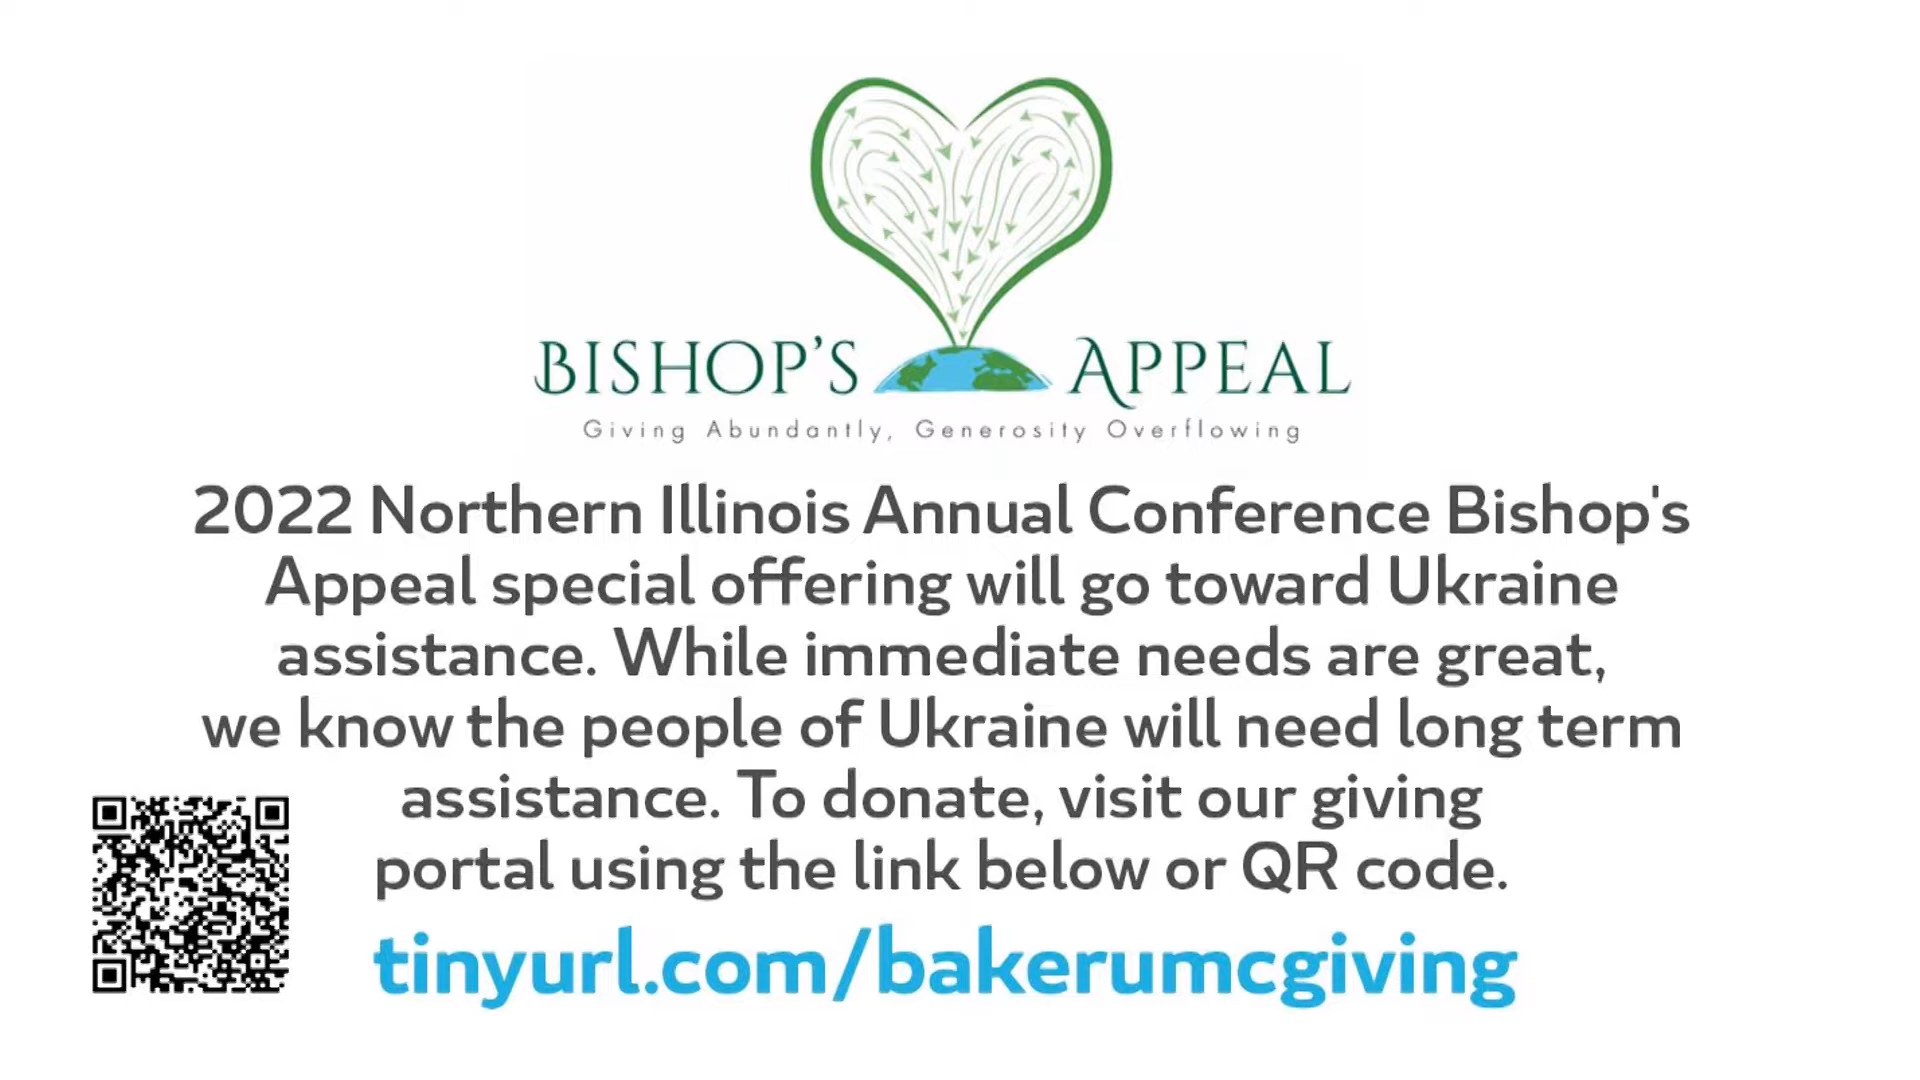 BISHOP'S APPEAL
Giving Abundantly, Generosity Overflowing
2022 Northern Illinois Annual Conference Bishop's
Appeal special offering will go toward Ukraine
assistance. While immediate needs are great,
we know the people of Ukraine will need long term
assistance. To donate, visit our giving
portal using the link below or QR code.
tinyurl.com/bakerumcgiving